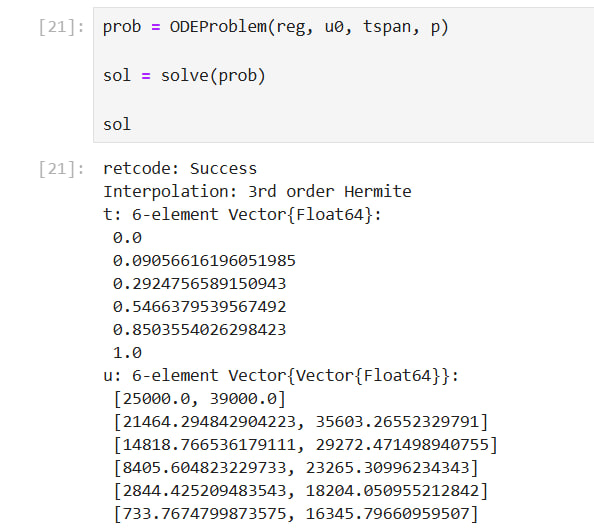 [21]: prob = ODEProblem(reg, u0, tspan, p)
sol = solve(prob)
sol
[21]: retcode: Success
Interpolation: 3rd order Hermite
t: 6-element Vector{Float64}:
0.0
0.09056616196051985
0.2924756589150943
0.5466379539567492
0.8503554026298423
1.0
u: 6-element Vector{Vector{Float64}}:
[25000.0, 39000.0]
[21464.294842904223, 35603.26552329791]
[14818.766536179111, 29272.471498940755]
[8405.604823229733, 23265.30996234343]
[2844.425209483543, 18204.050955212842]
[733.7674799873575, 16345.79660959507]